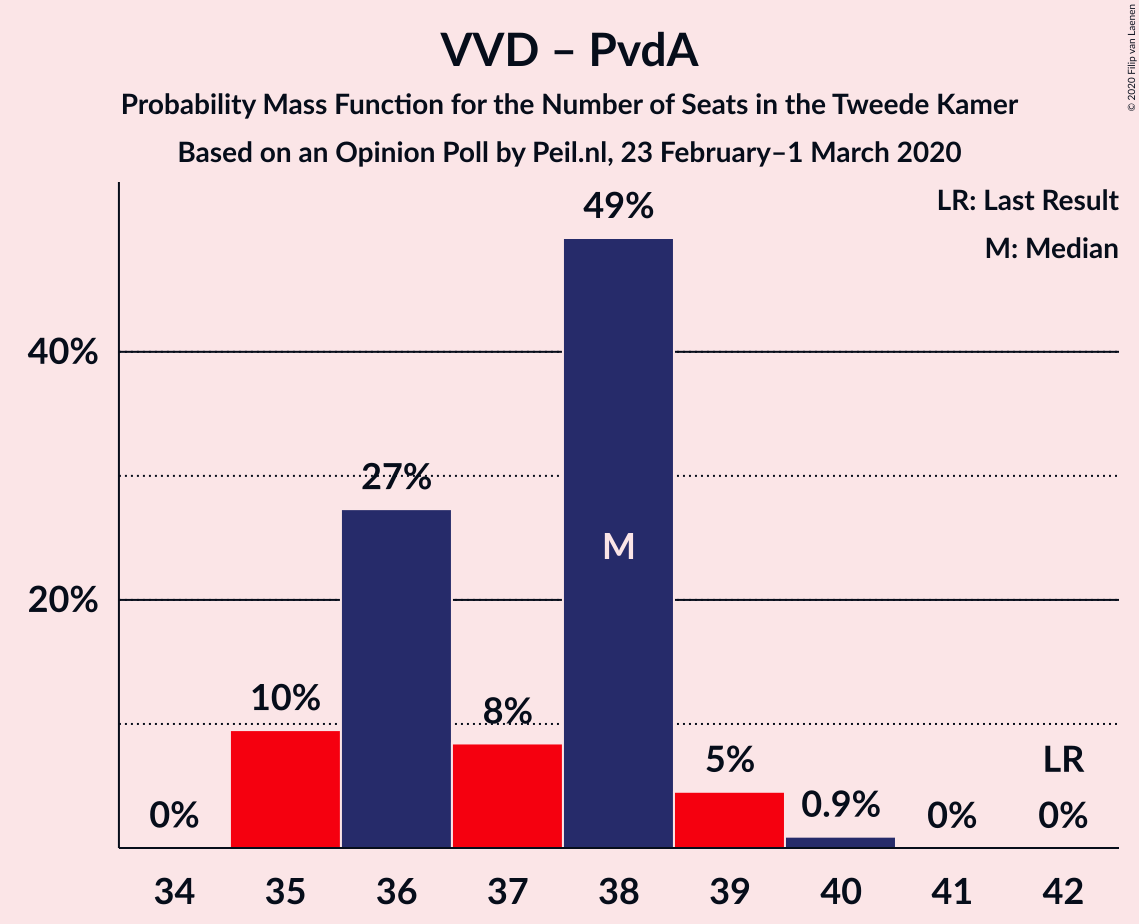 VVD – PvdA
Probability Mass Function for the Number of Seats in the Tweede Kamer
Based on an Opinion Poll by Peil.nl, 23 February–1 March 2020
© 2020 Filip van Laenen
LR: Last Result
M: Median
49%
40%
27%
M
20%
10%
8%
5%
LR
0%
0.9%
0%
0%
34 35 36 37 38 39 40 41 42